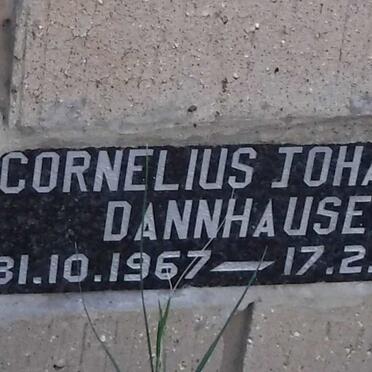 CORNELIUS JOHA
DANNHAUSE
31.10.1967 — 17.2.